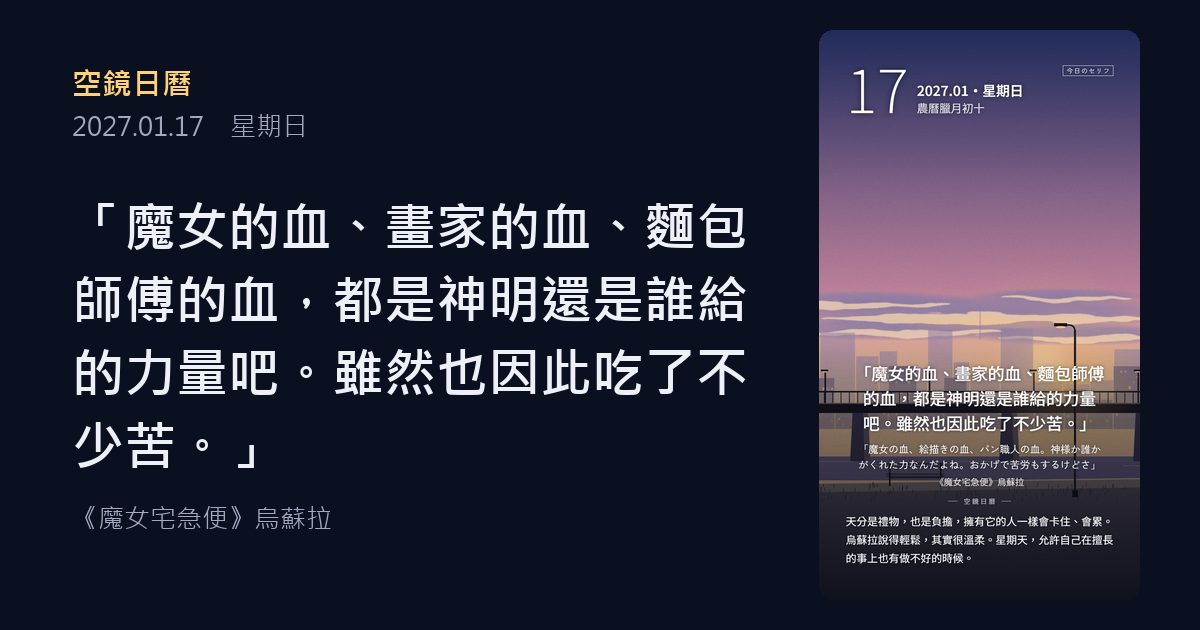 空鏡日曆
2027.01.17 星期日
「魔女的血、畫家的血、麵包
師傅的血，都是神明還是誰給
的力量吧。雖然也因此吃了不
少苦。」
《魔女宅急便》烏蘇拉
17
2027.01・星期日
農曆臘月初十
今日のセリフ
「魔女的血、畫家的血、麵包師傅
的血，都是神明還是誰給的力量
吧。雖然也因此吃了不少苦。」
「魔女の血、絵描きの血、パン職人の血。神様か誰か
がくれた力なんだよね。おかげで苦労もするけどさ」
《魔女宅急便》烏蘇拉
— 空鏡日曆 —
天分是禮物，也是負擔，擁有它的人一樣會卡住、會累。
烏蘇拉說得輕鬆，其實很溫柔。星期天，允許自己在擅長
的事上也有做不好的時候。